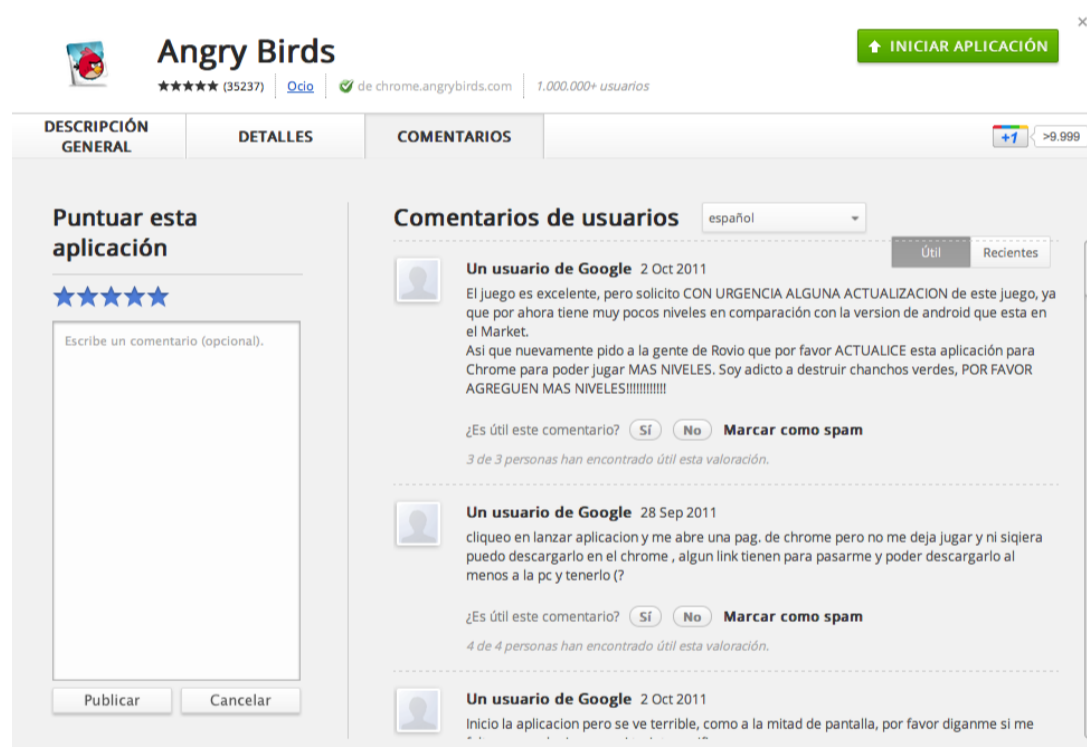 ×
Angry Birds
INICIAR APLICACIÓN
★★★★★ (35237) Ocio de chrome.angrybirds.com 1.000.000+ usuarios
DESCRIPCIÓN
GENERAL
DETALLES
COMENTARIOS
+1 >9.999
Puntuar esta
aplicación
Escribe un comentario (opcional).
Publicar Cancelar
Comentarios de usuarios español
Útil Recientes
Un usuario de Google 2 Oct 2011
El juego es excelente, pero solicito CON URGENCIA ALGUNA ACTUALIZACION de este juego, ya
que por ahora tiene muy pocos niveles en comparación con la version de android que esta en
el Market.
Asi que nuevamente pido a la gente de Rovio que por favor ACTUALICE esta aplicación para
Chrome para poder jugar MAS NIVELES. Soy adicto a destruir chanchos verdes, POR FAVOR
AGREGUEN MAS NIVELES!!!!!!!!!!!!
¿Es útil este comentario? Sí No Marcar como spam
3 de 3 personas han encontrado útil esta valoración.
Un usuario de Google 28 Sep 2011
cliqueo en lanzar aplicacion y me abre una pag. de chrome pero no me deja jugar y ni siqiera
puedo descargarlo en el chrome , algun link tienen para pasarme y poder descargarlo al
menos a la pc y tenerlo (?
¿Es útil este comentario? Sí No Marcar como spam
4 de 4 personas han encontrado útil esta valoración.
Un usuario de Google 2 Oct 2011
Inicio la aplicacion pero se ve terrible, como a la mitad de pantalla, por favor diganme si me